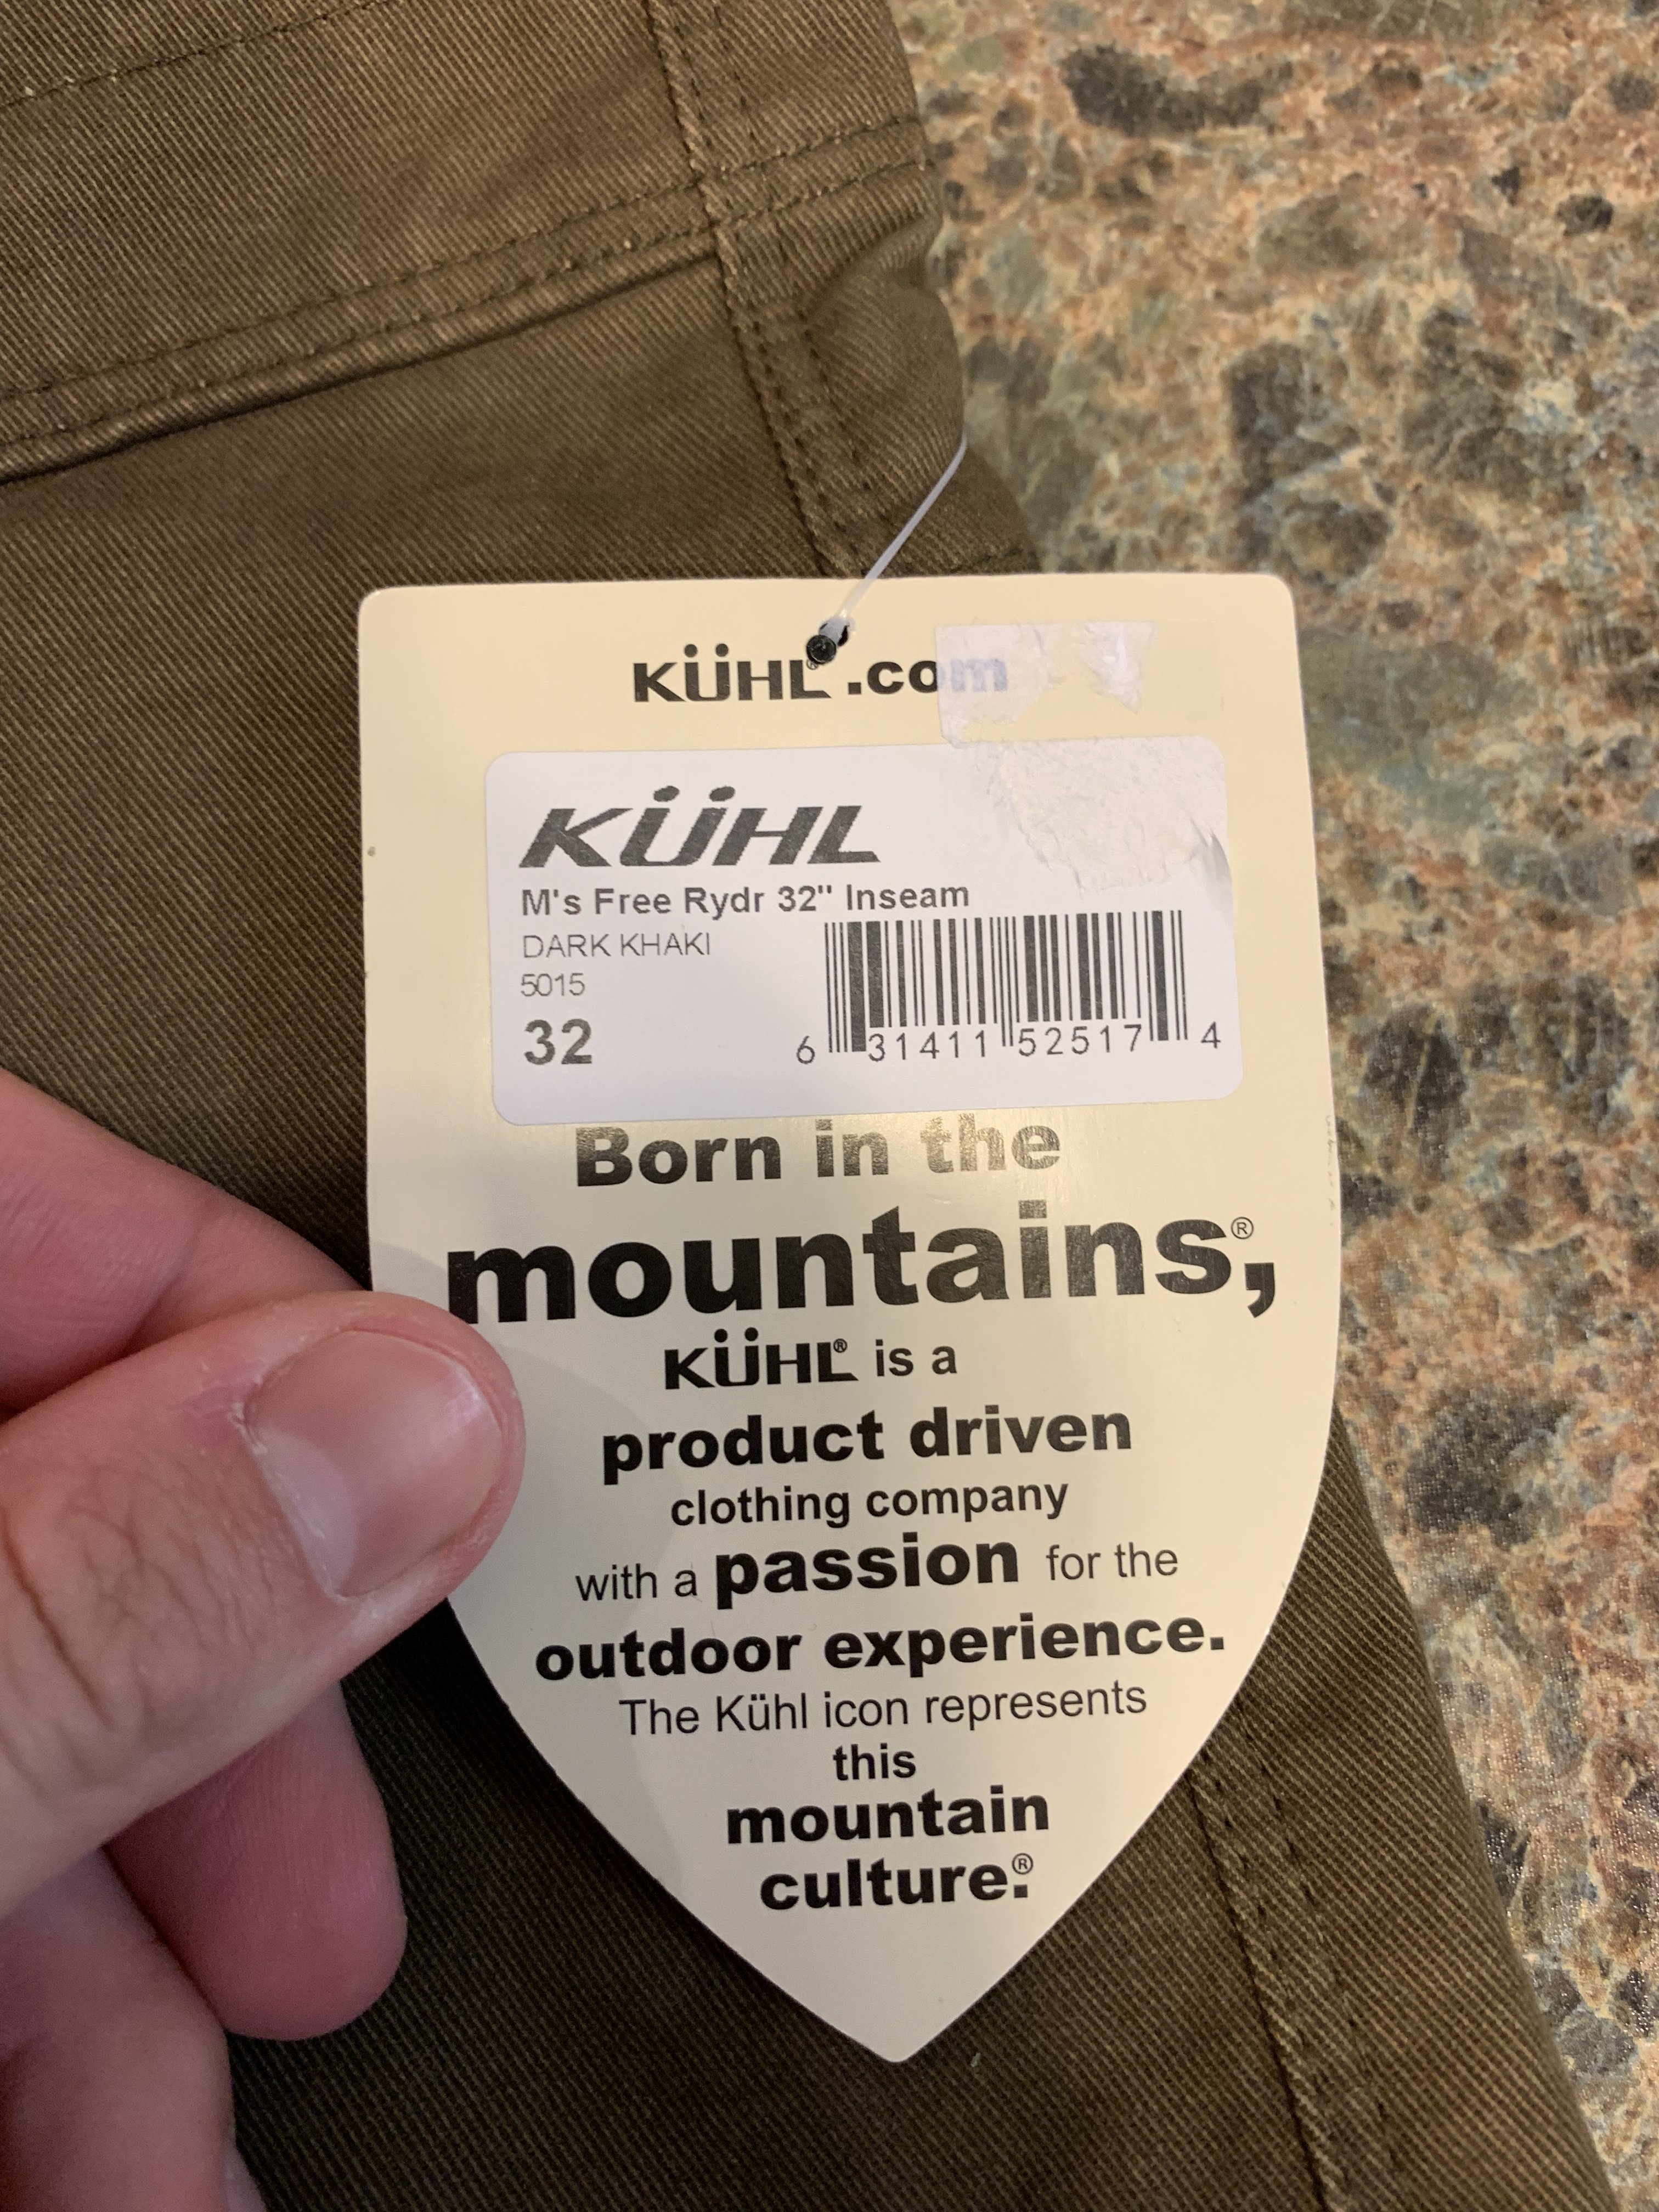 KÜHL® .com
KÜHL
M's Free Rydr 32" Inseam
DARK KHAKI
5015
32
6 31411 52517 4
Born in the
mountains,®
KÜHL® is a
product driven
clothing company
with a passion for the
outdoor experience.
The Kühl icon represents
this
mountain
culture.®